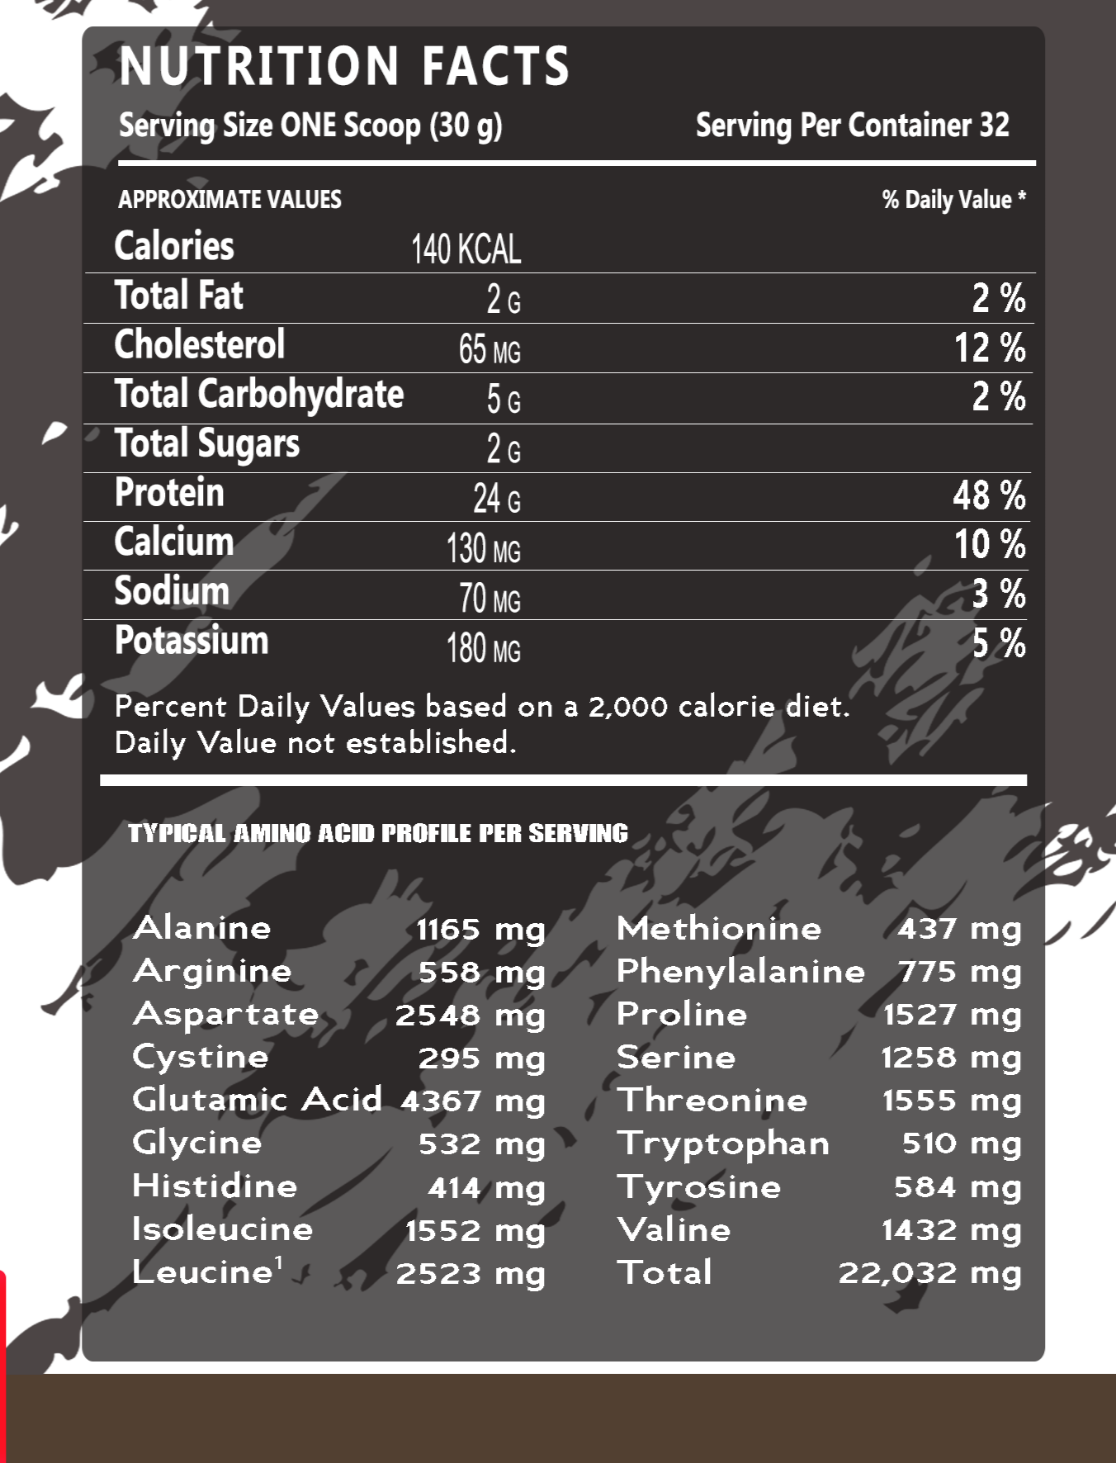 NUTRITION FACTS
Serving Size ONE Scoop (30 g) Serving Per Container 32
APPROXIMATE VALUES % Daily Value *
Calories 140 KCAL
Total Fat 2 G 2 %
Cholesterol 65 MG 12 %
Total Carbohydrate 5 G 2 %
Total Sugars 2 G
Protein 24 G 48 %
Calcium 130 MG 10 %
Sodium 70 MG 3 %
Potassium 180 MG 5 %
Percent Daily Values based on a 2,000 calorie diet.
Daily Value not established.
TYPICAL AMINO ACID PROFILE PER SERVING
Alanine 1165 mg Methionine 437 mg
Arginine 558 mg Phenylalanine 775 mg
Aspartate 2548 mg Proline 1527 mg
Cystine 295 mg Serine 1258 mg
Glutamic Acid 4367 mg Threonine 1555 mg
Glycine 532 mg Tryptophan 510 mg
Histidine 414 mg Tyrosine 584 mg
Isoleucine 1552 mg Valine 1432 mg
Leucine¹ 2523 mg Total 22,032 mg